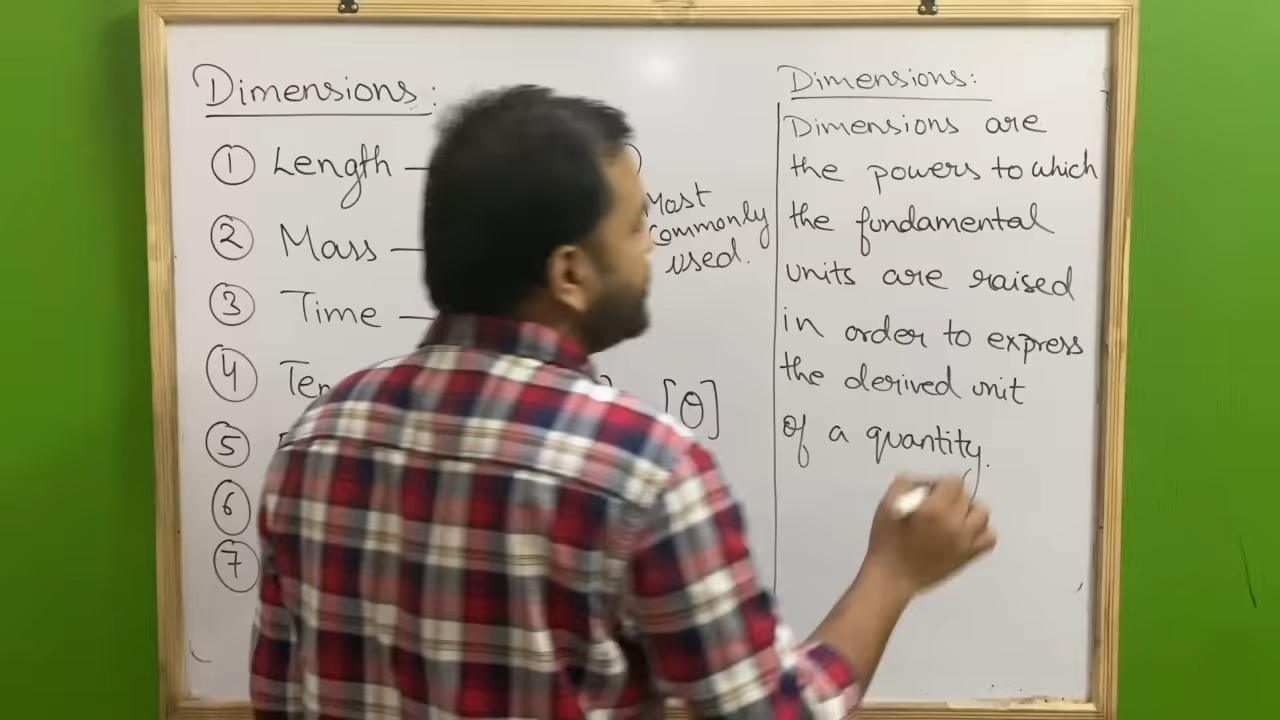 Dimensions:
① Length —
② Mass —
③ Time —
④ Ten
⑤
⑥
⑦
Most
commonly
used.
[θ]
Dimensions:
Dimensions are
the powers to which
the fundamental
units are raised
in order to express
the derived unit
of a quantity.